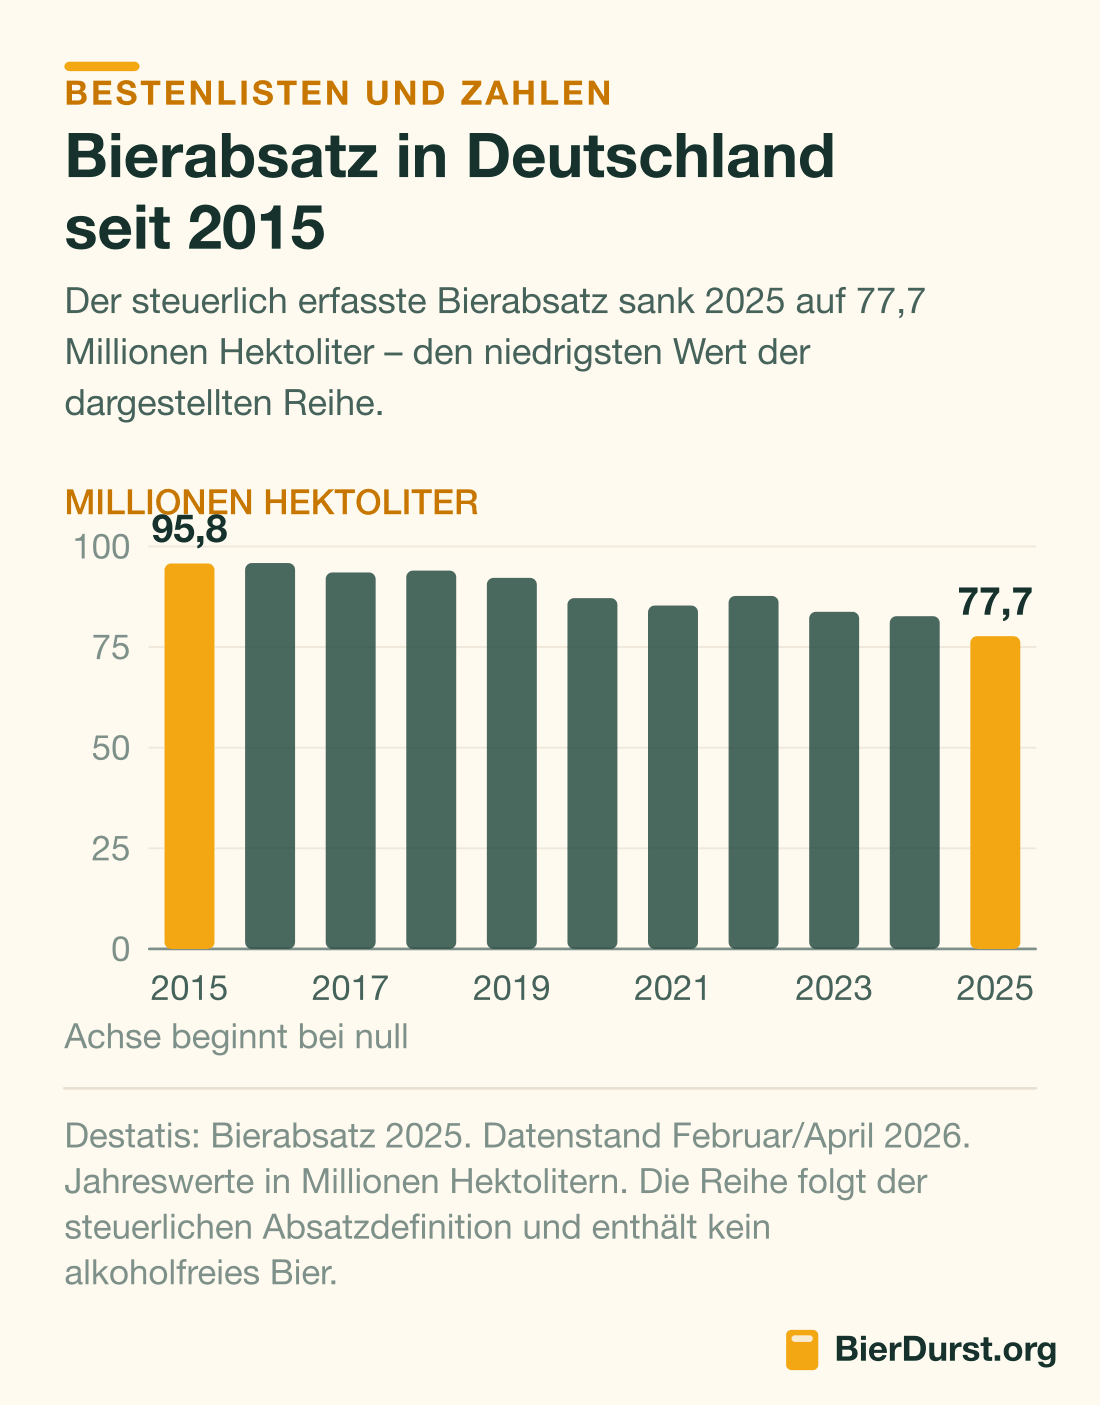 BESTENLISTEN UND ZAHLEN
Bierabsatz in Deutschland
seit 2015
Der steuerlich erfasste Bierabsatz sank 2025 auf 77,7
Millionen Hektoliter – den niedrigsten Wert der
dargestellten Reihe.
MILLIONEN HEKTOLITER
95,8
100
77,7
75
50
25
0
2015 2017 2019 2021 2023 2025
Achse beginnt bei null
Destatis: Bierabsatz 2025. Datenstand Februar/April 2026.
Jahreswerte in Millionen Hektolitern. Die Reihe folgt der
steuerlichen Absatzdefinition und enthält kein
alkoholfreies Bier.
BierDurst.org